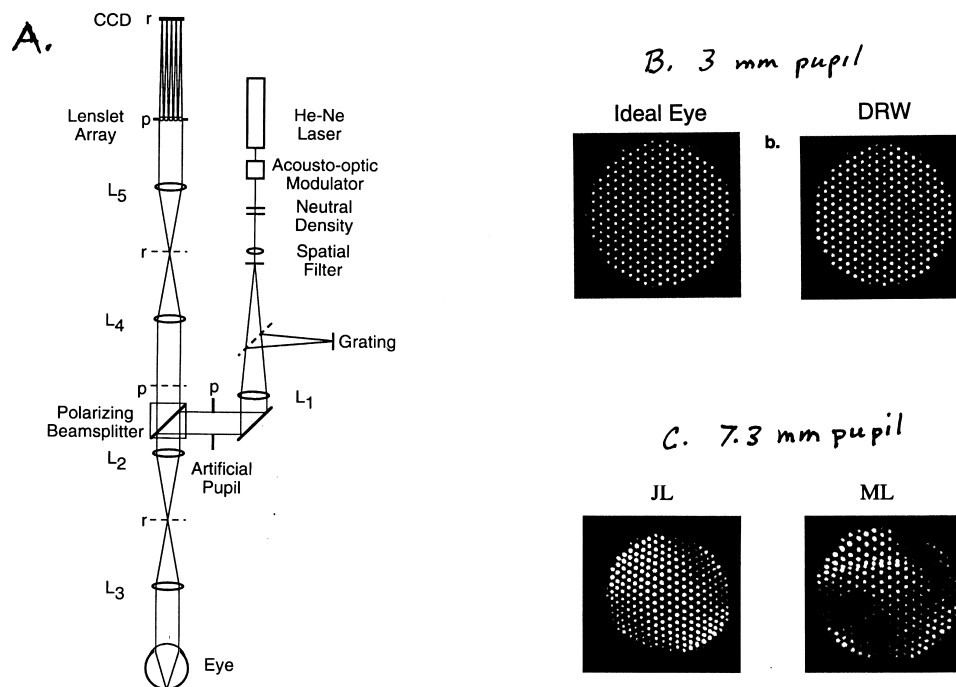 A.
CCD r
Lenslet
Array
p
L5
r
L4
p
Polarizing
Beamsplitter
L2
r
L3
Eye
He-Ne
Laser
Acousto-optic
Modulator
Neutral
Density
Spatial
Filter
Grating
L1
p
Artificial
Pupil
B. 3 mm pupil
Ideal Eye
b.
DRW
C. 7.3 mm pupil
JL
ML